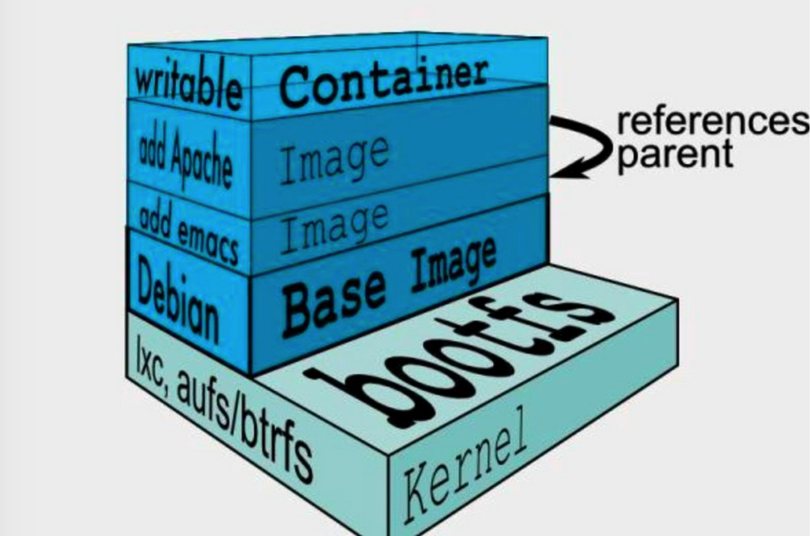 writable Container
add Apache Image
add emacs Image
Debian Base Image
references
parent
bootfs
lxc, aufs/btrfs
Kernel